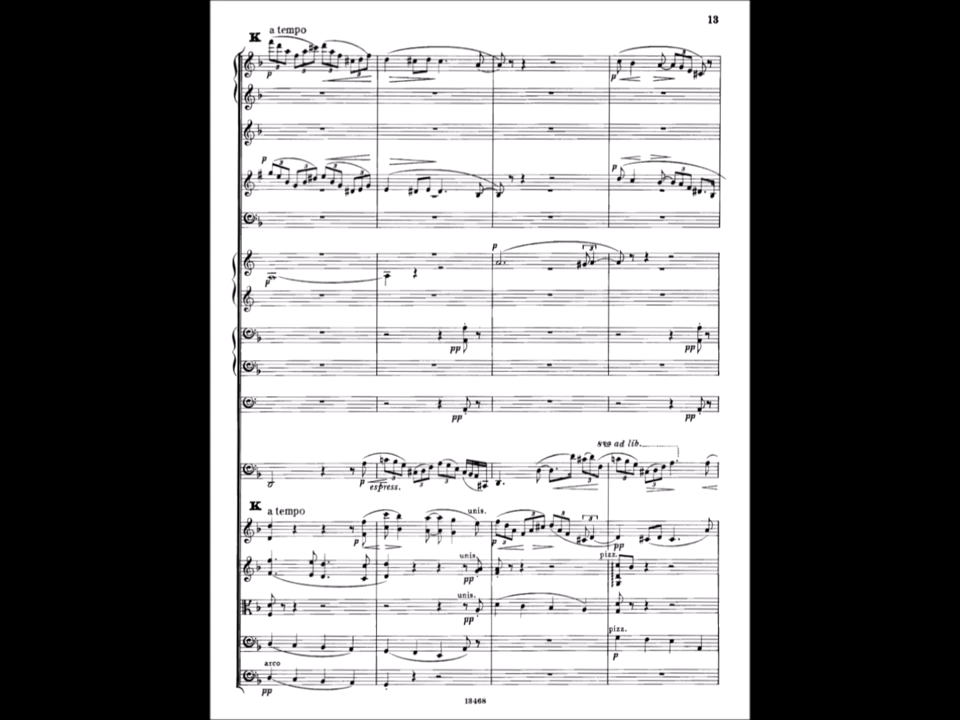 13
K a tempo
p
p
p
p
p
p
pp
pp
pp
pp
8va ad lib.
p espress.
K a tempo
unis.
p
p
pp
unis.
pizz.
pp
unis.
pp
pizz.
p
arco
pp
13468